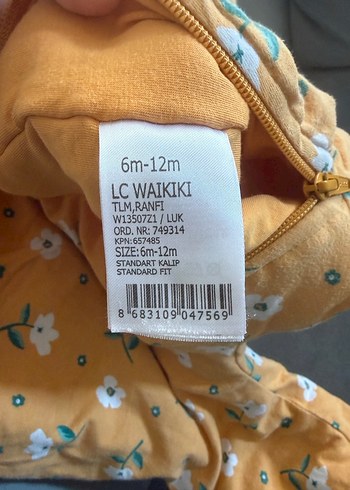 6m-12m
LC WAIKIKI
TLM,RANFI
W13507Z1 / LUK
ORD. NR: 749314
KPN:657485
SIZE:6m-12m
STANDART KALIP
STANDARD FIT
8 683109 047569